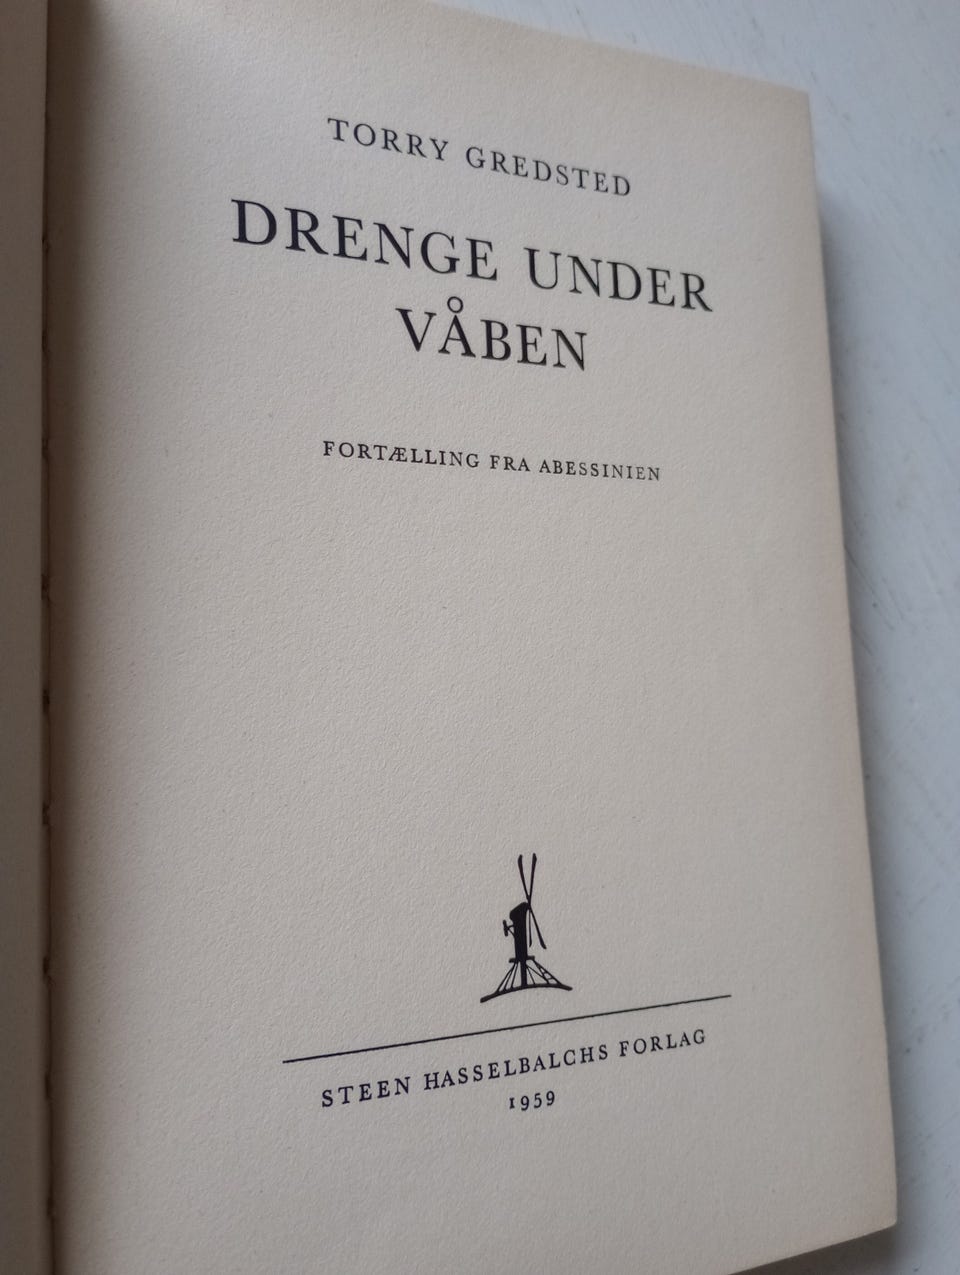 TORRY GREDSTED
DRENGE UNDER
VÅBEN
FORTÆLLING FRA ABESSINIEN
STEEN HASSELBALCHS FORLAG
1959